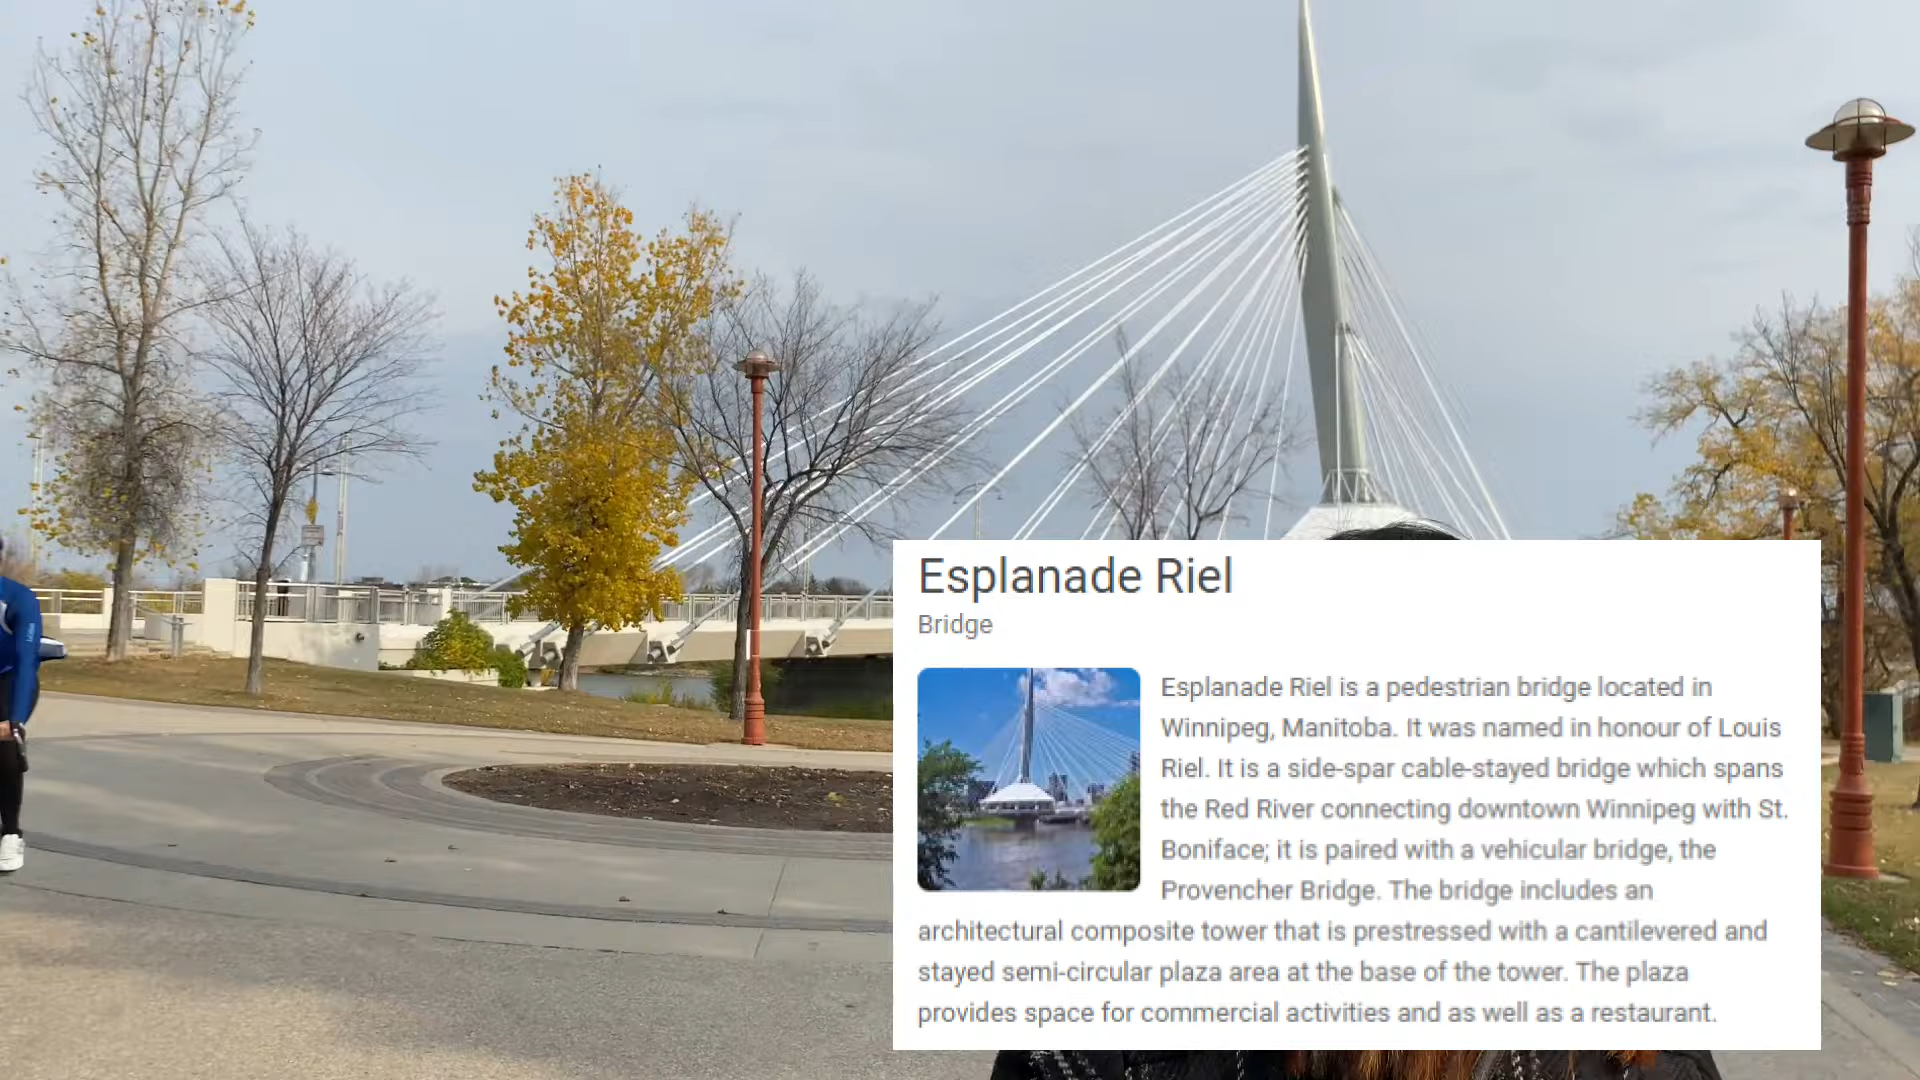 Esplanade Riel
Bridge
Esplanade Riel is a pedestrian bridge located in
Winnipeg, Manitoba. It was named in honour of Louis
Riel. It is a side-spar cable-stayed bridge which spans
the Red River connecting downtown Winnipeg with St.
Boniface; it is paired with a vehicular bridge, the
Provencher Bridge. The bridge includes an
architectural composite tower that is prestressed with a cantilevered and
stayed semi-circular plaza area at the base of the tower. The plaza
provides space for commercial activities and as well as a restaurant.